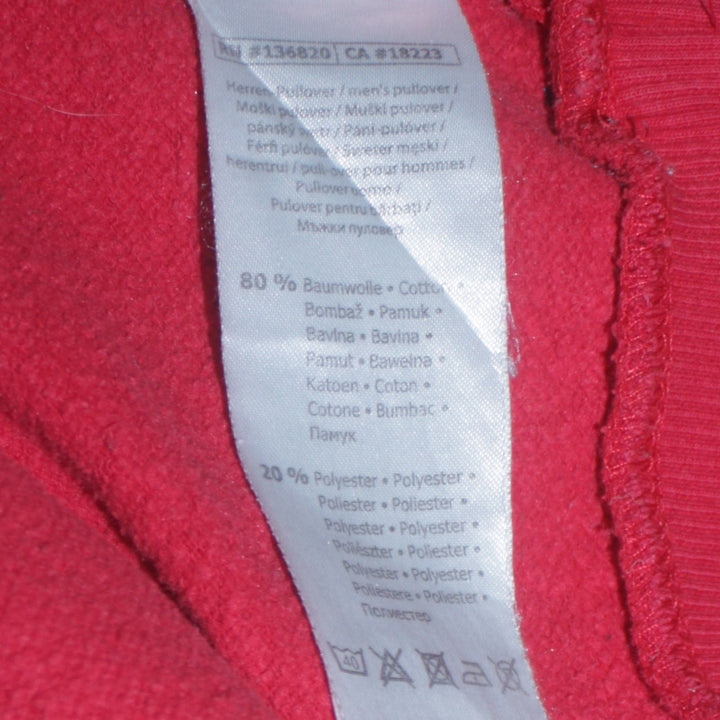 RN #136820 CA #18223
Herren Pullover / men's pullover /
Moški pulover / Muški pulover /
pánský svetr / Páni-pulóver /
Férfi pulóver / Sweter męski /
herentrui / pull-over pour hommes /
Pullover uomo /
Pulover pentru bărbaţi /
Мъжки пуловер
80 % Baumwolle • Cotton •
Bombaž • Pamuk •
Bavlna • Bavlna •
Pamut • Bawełna •
Katoen • Coton •
Cotone • Bumbac •
Памук
20 % Polyester • Polyester •
Poliester • Poliester •
Polyester • Polyester •
Poliészter • Poliester •
Polyester • Polyester •
Poliestere • Poliester •
Полиестер
40